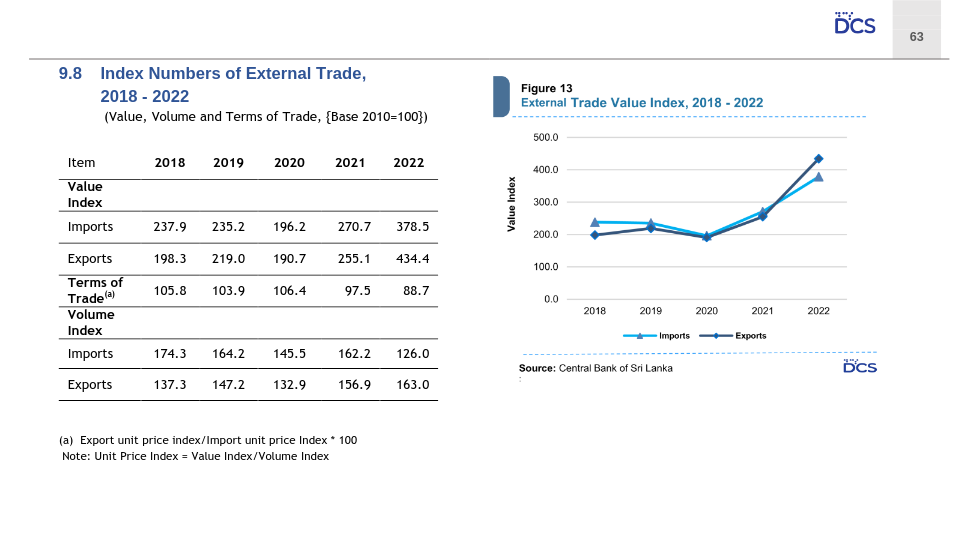 DCS
63
9.8 Index Numbers of External Trade,
2018 - 2022
(Value, Volume and Terms of Trade, {Base 2010=100})
Item 2018 2019 2020 2021 2022
Value
Index
Imports 237.9 235.2 196.2 270.7 378.5
Exports 198.3 219.0 190.7 255.1 434.4
Terms of
Trade(a) 105.8 103.9 106.4 97.5 88.7
Volume
Index
Imports 174.3 164.2 145.5 162.2 126.0
Exports 137.3 147.2 132.9 156.9 163.0
(a) Export unit price index/Import unit price Index * 100
Note: Unit Price Index = Value Index/Volume Index
Figure 13
External Trade Value Index, 2018 - 2022
Value Index
500.0
400.0
300.0
200.0
100.0
0.0
2018 2019 2020 2021 2022
Imports Exports
Source: Central Bank of Sri Lanka
:
DCS